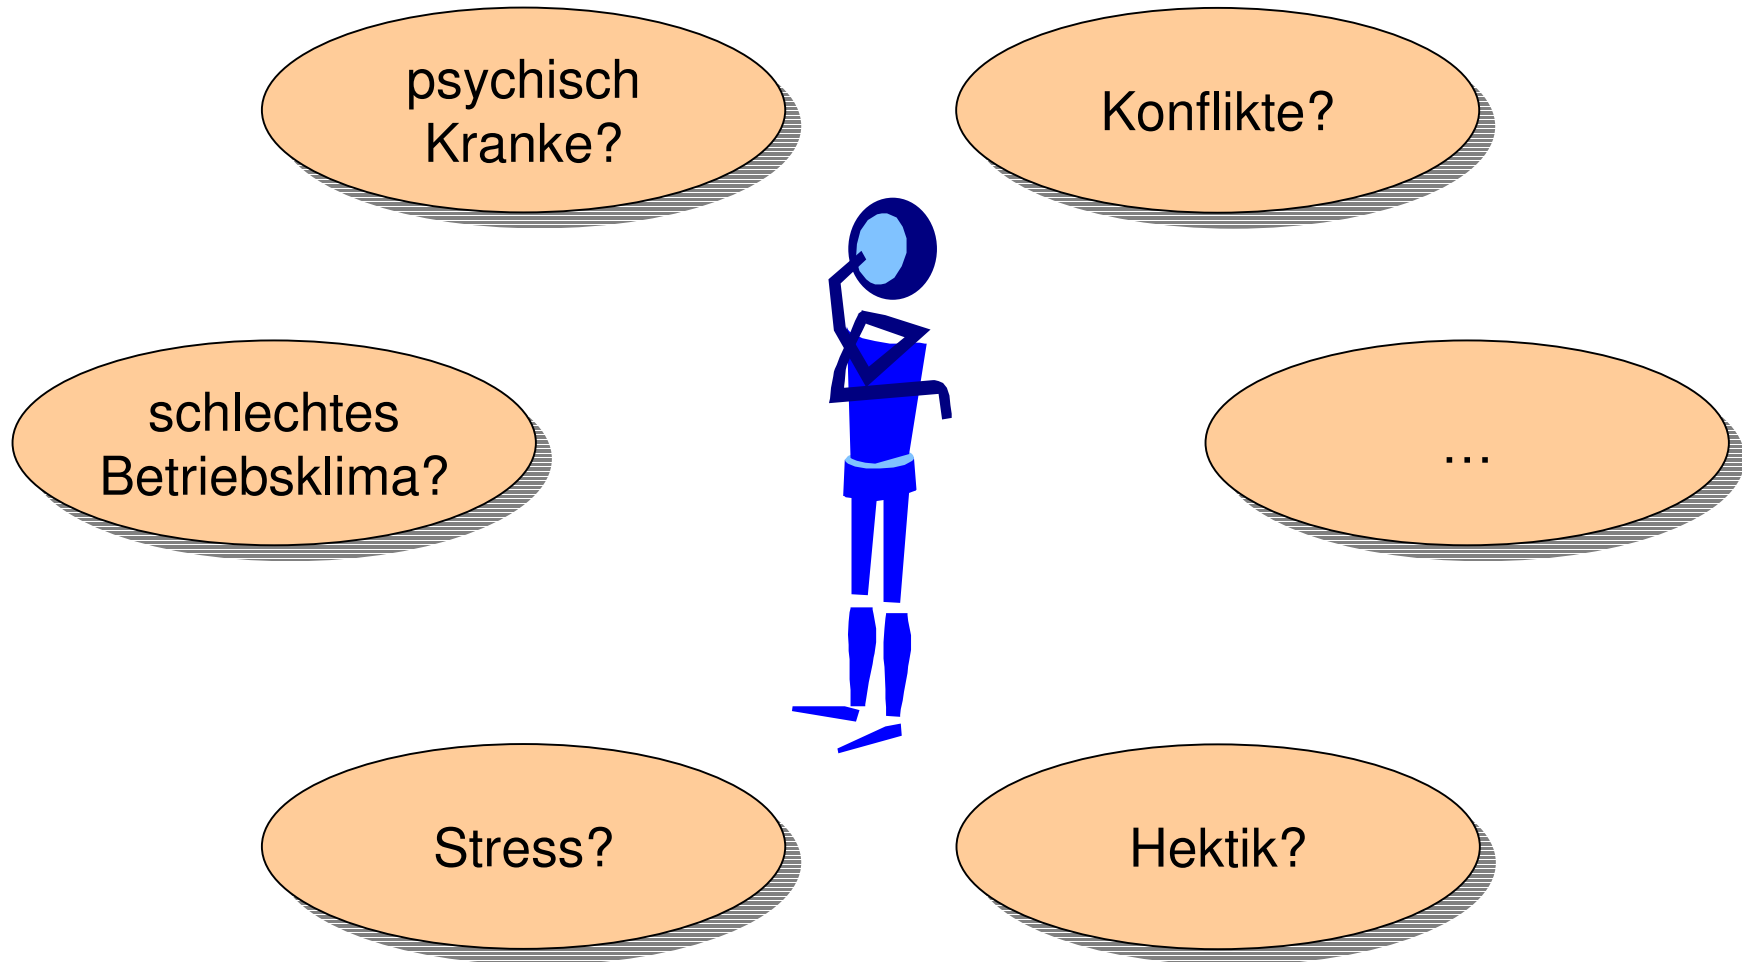 psychisch
Kranke?
Konflikte?
schlechtes
Betriebsklima?
…
Stress?
Hektik?